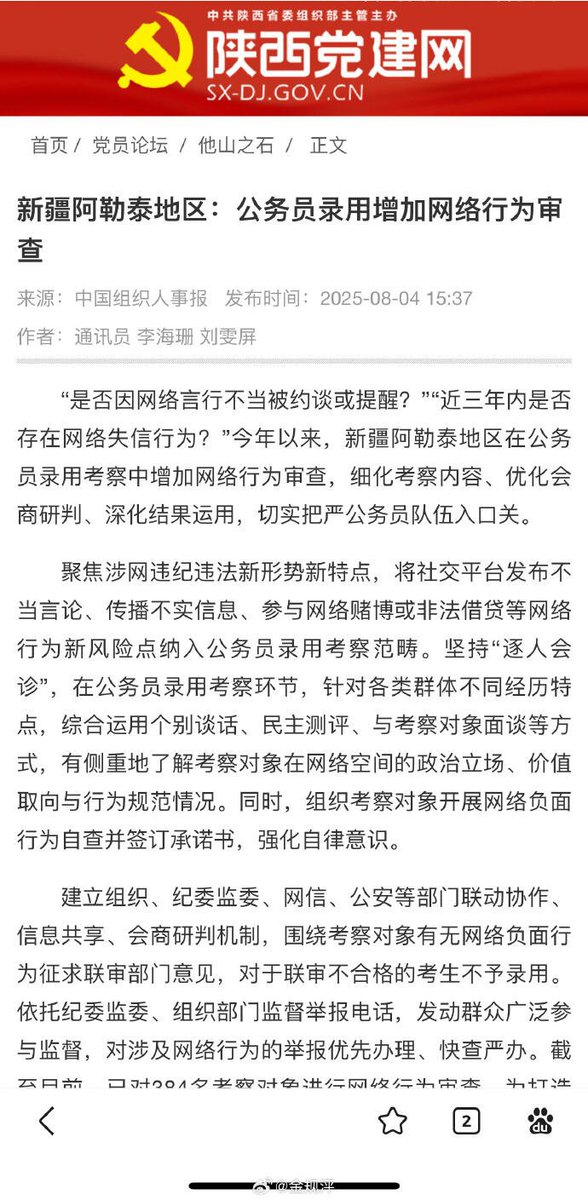 中共陕西省委组织部主管主办
陕西党建网
SX-DJ.GOV.CN
首页 / 党员论坛 / 他山之石 / 正文
新疆阿勒泰地区：公务员录用增加网络行为审
查
来源： 中国组织人事报 发布时间： 2025-08-04 15:37
作者： 通讯员 李海珊 刘雯屏
“是否因网络言行不当被约谈或提醒？”“近三年内是否
存在网络失信行为？”今年以来，新疆阿勒泰地区在公务
员录用考察中增加网络行为审查，细化考察内容、优化会
商研判、深化结果运用，切实把严公务员队伍入口关。
聚焦涉网违纪违法新形势新特点，将社交平台发布不
当言论、传播不实信息、参与网络赌博或非法借贷等网络
行为新风险点纳入公务员录用考察范畴。坚持“逐人会
诊”，在公务员录用考察环节，针对各类群体不同经历特
点，综合运用个别谈话、民主测评、与考察对象面谈等方
式，有侧重地了解考察对象在网络空间的政治立场、价值
取向与行为规范情况。同时，组织考察对象开展网络负面
行为自查并签订承诺书，强化自律意识。
建立组织、纪委监委、网信、公安等部门联动协作、
信息共享、会商研判机制，围绕考察对象有无网络负面行
为征求联审部门意见，对于联审不合格的考生不予录用。
依托纪委监委、组织部门监督举报电话，发动群众广泛参
与监督，对涉及网络行为的举报优先办理、快查严办。截
至目前，已对384名考察对象进行网络行为审查，为打造
2
du